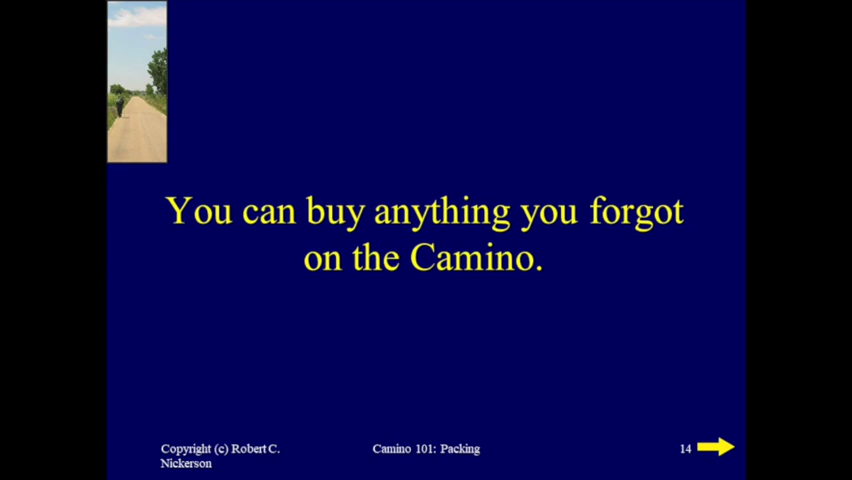 You can buy anything you forgot
on the Camino.
Copyright (c) Robert C.
Nickerson
Camino 101: Packing
14